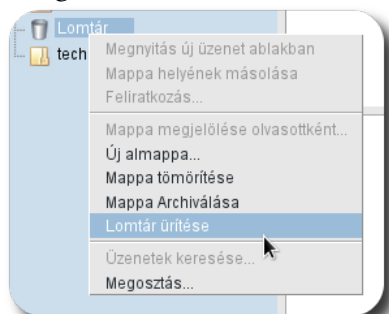 Lomtár
tech
Megnyitás új üzenet ablakban
Mappa helyének másolása
Feliratkozás...
Mappa megjelölése olvasottként...
Új almappa...
Mappa tömörítése
Mappa Archiválása
Lomtár ürítése
Üzenetek keresése...
Megosztás...